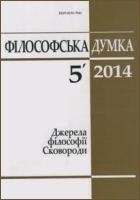 ФІЛОСОФСЬКА
ДУМКА
5′ 2014
Джерела
філософії
Сковороди